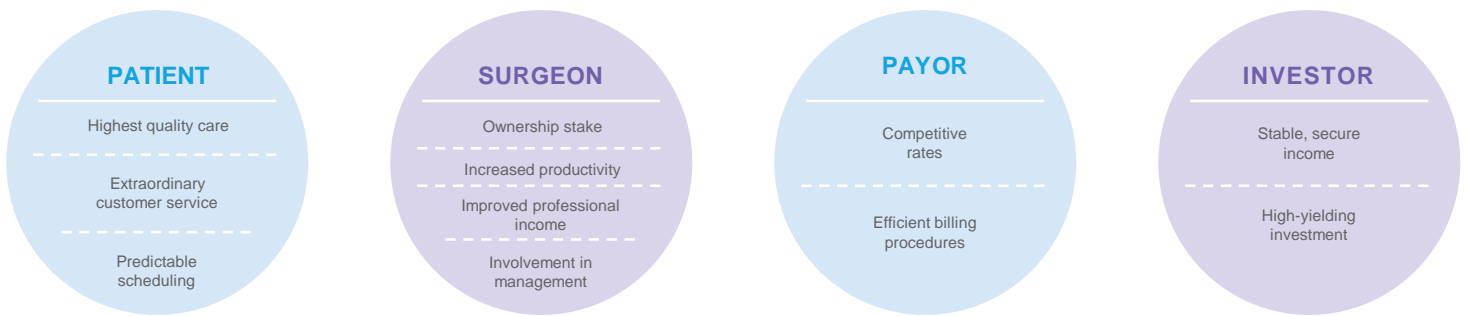 PATIENT
Highest quality care
Extraordinary
customer service
Predictable
scheduling
SURGEON
Ownership stake
Increased productivity
Improved professional
income
Involvement in
management
PAYOR
Competitive
rates
Efficient billing
procedures
INVESTOR
Stable, secure
income
High-yielding
investment